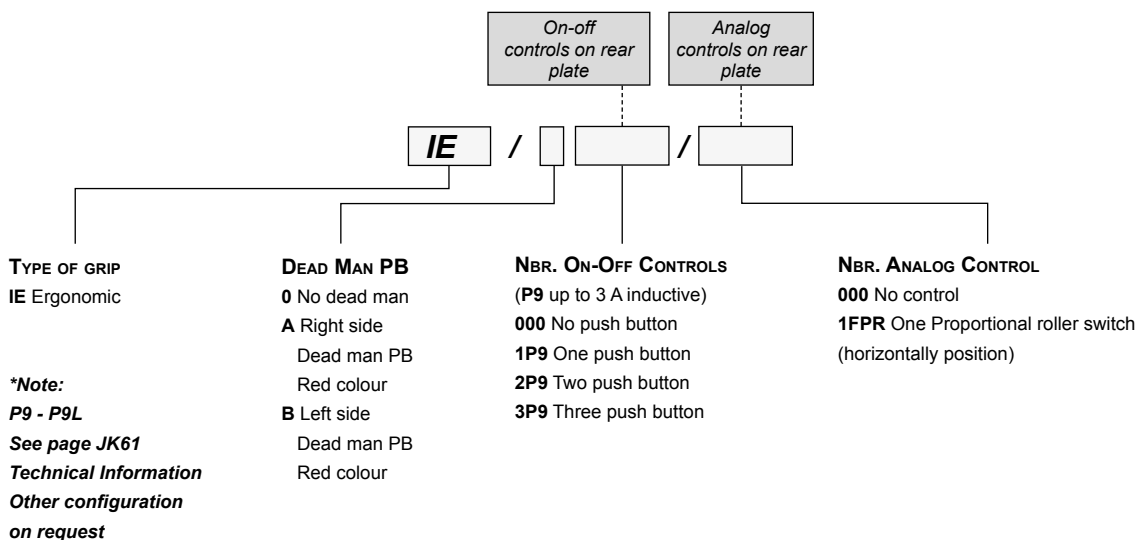 On-off
controls on rear
plate
Analog
controls on rear
plate
IE / /
TYPE OF GRIP
IE Ergonomic
*Note:
P9 - P9L
See page JK61
Technical Information
Other configuration
on request
DEAD MAN PB
0 No dead man
A Right side
Dead man PB
Red colour
B Left side
Dead man PB
Red colour
NBR. ON-OFF CONTROLS
(P9 up to 3 A inductive)
000 No push button
1P9 One push button
2P9 Two push button
3P9 Three push button
NBR. ANALOG CONTROL
000 No control
1FPR One Proportional roller switch
(horizontally position)